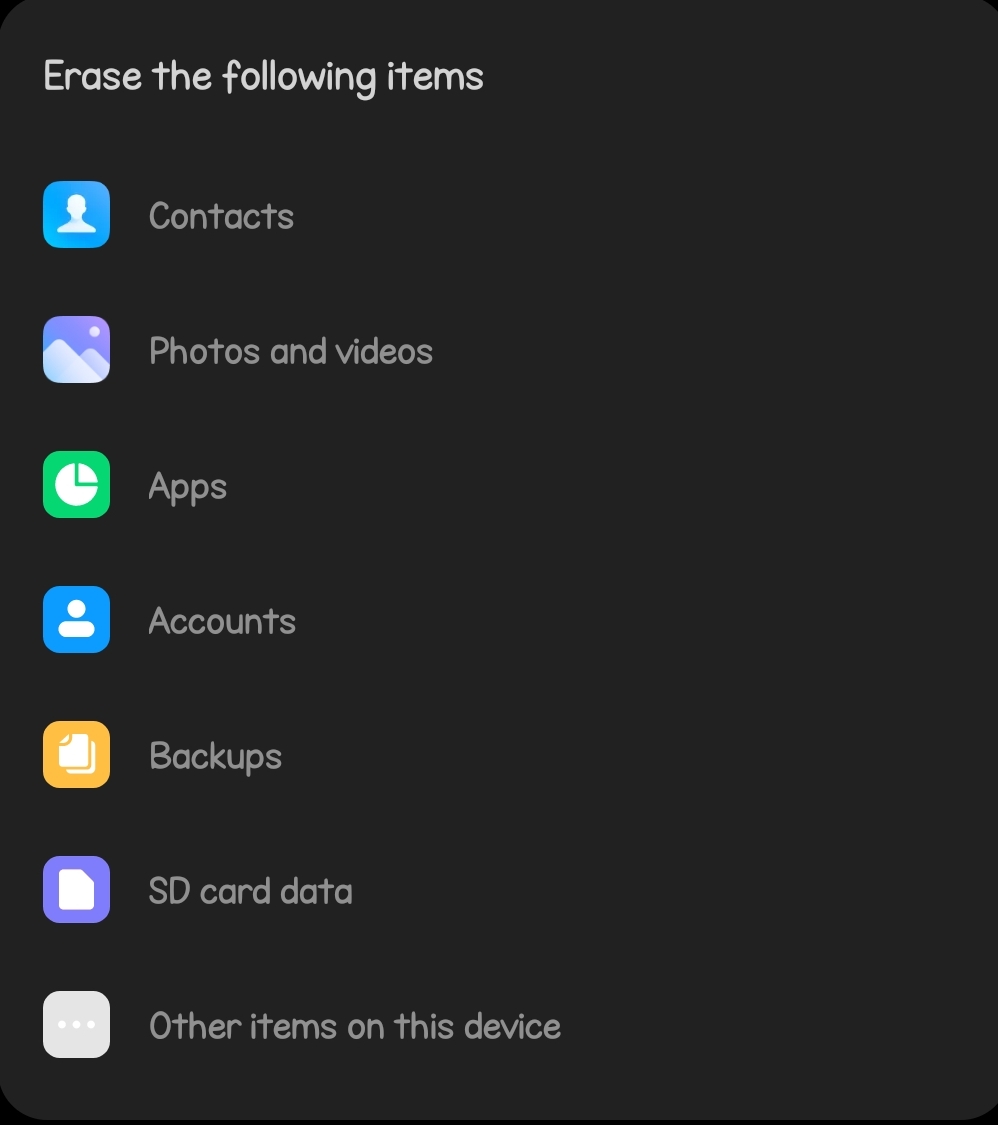 Erase the following items
Contacts
Photos and videos
Apps
Accounts
Backups
SD card data
Other items on this device